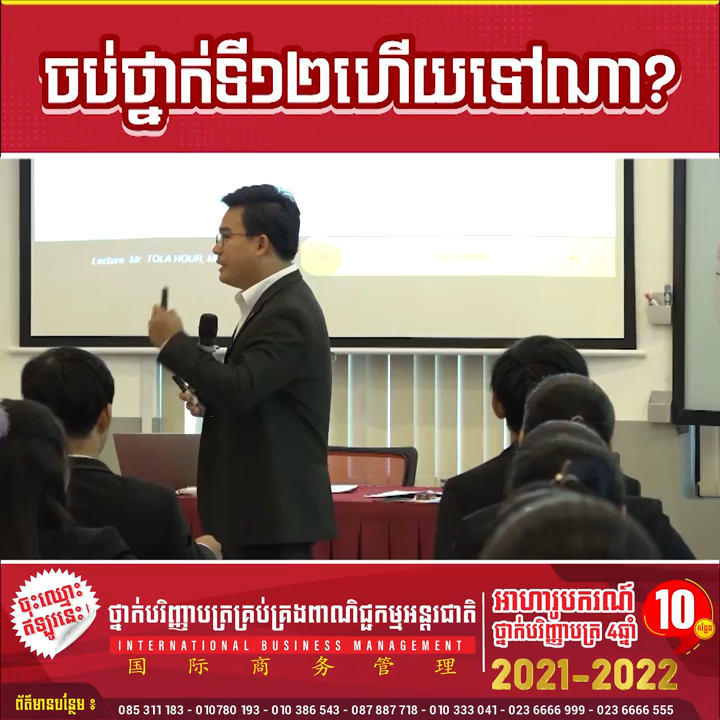 ចប់ថ្នាក់ទី១២ហើយទៅណា?
Lecture Mr TOLA HOUR, M
ចុះឈ្មោះ
ឥឡូវនេះ!
ថ្នាក់បរិញ្ញាបត្រគ្រប់គ្រងពាណិជ្ជកម្មអន្តរជាតិ
INTERNATIONAL BUSINESS MANAGEMENT
国际商务管理
អាហារូបករណ៍
ថ្នាក់បរិញ្ញាបត្រ 4ឆ្នាំ
10
កន្លែង
2021-2022
ព័ត៌មានបន្ថែម ៖ 085 311 183 - 010780 193 - 010 386 543 - 087 887 718 - 010 333 041 - 023 6666 999 - 023 6666 555